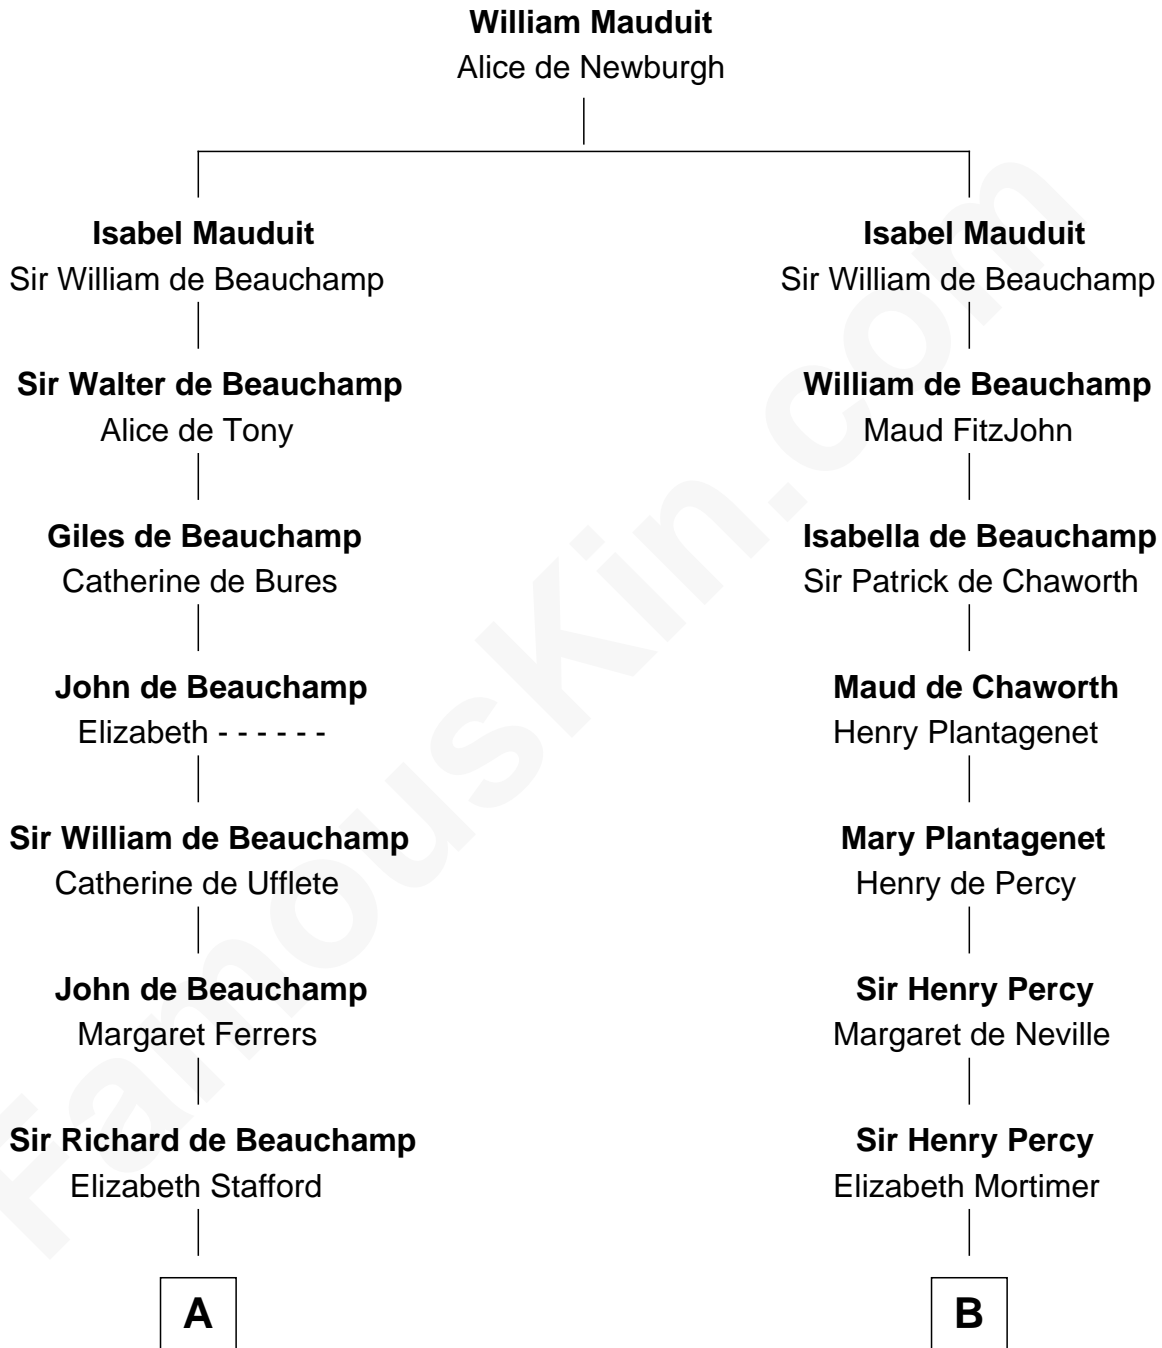 William Mauduit
Alice de Newburgh
Isabel Mauduit
Sir William de Beauchamp
Isabel Mauduit
Sir William de Beauchamp
Sir Walter de Beauchamp
Alice de Tony
William de Beauchamp
Maud FitzJohn
Giles de Beauchamp
Catherine de Bures
Isabella de Beauchamp
Sir Patrick de Chaworth
John de Beauchamp
Elizabeth - - - - - -
Maud de Chaworth
Henry Plantagenet
Sir William de Beauchamp
Catherine de Ufflete
Mary Plantagenet
Henry de Percy
John de Beauchamp
Margaret Ferrers
Sir Henry Percy
Margaret de Neville
Sir Richard de Beauchamp
Elizabeth Stafford
Sir Henry Percy
Elizabeth Mortimer
A
B
FamousKin.com